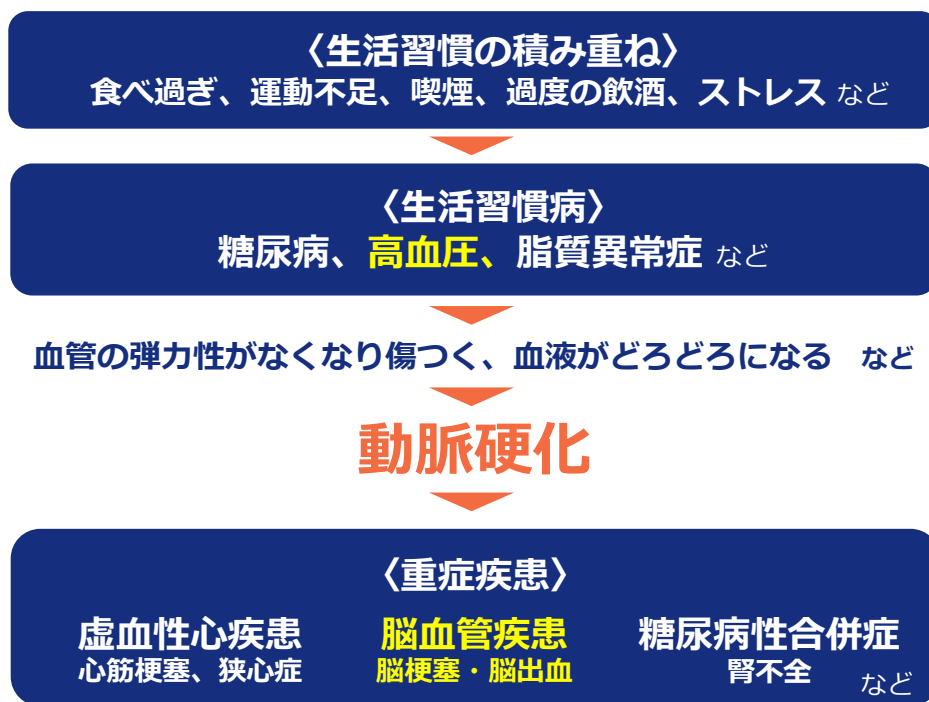 〈生活習慣の積み重ね〉
食べ過ぎ、運動不足、喫煙、過度の飲酒、ストレス など
〈生活習慣病〉
糖尿病、高血圧、脂質異常症 など
血管の弾力性がなくなり傷つく、血液がどろどろになる　など
動脈硬化
〈重症疾患〉
虚血性心疾患　脳血管疾患　糖尿病性合併症
心筋梗塞、狭心症　脳梗塞・脳出血　腎不全
など